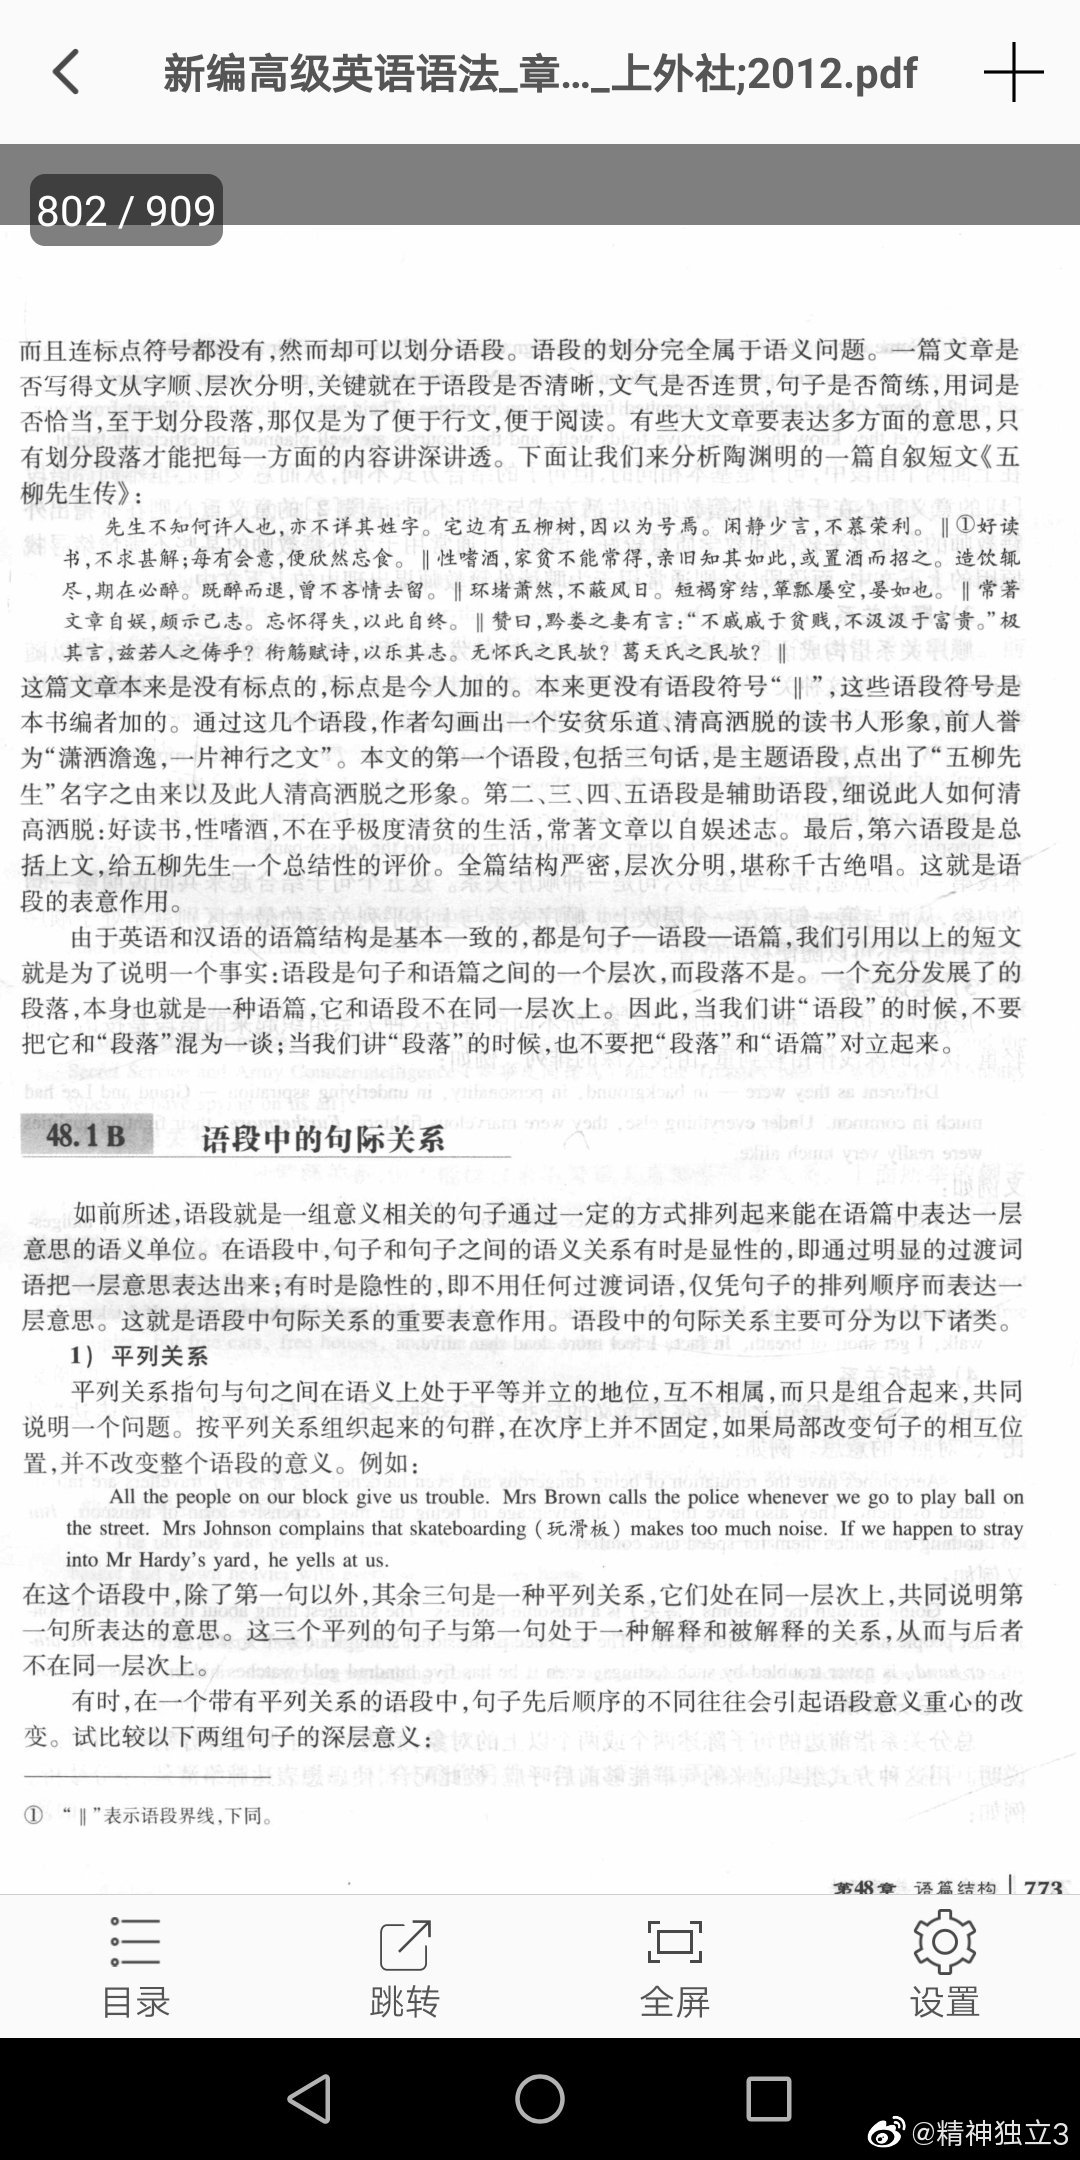 新编高级英语语法_章..._上外社;2012.pdf
802 / 909
而且连标点符号都没有,然而却可以划分语段。语段的划分完全属于语义问题。一篇文章是
否写得文从字顺、层次分明,关键就在于语段是否清晰,文气是否连贯,句子是否简练,用词是
否恰当,至于划分段落,那仅是为了便于行文,便于阅读。有些大文章要表达多方面的意思,只
有划分段落才能把每一方面的内容讲深讲透。下面让我们来分析陶渊明的一篇自叙短文《五
柳先生传》:
先生不知何许人也,亦不详其姓字。宅边有五柳树,因以为号焉。闲静少言,不慕荣利。‖①好读
书,不求甚解;每有会意,便欣然忘食。‖性嗜酒,家贫不能常得,亲旧知其如此,或置酒而招之。造饮辄
尽,期在必醉。既醉而退,曾不吝情去留。‖环堵萧然,不蔽风日。短褐穿结,箪瓢屡空,晏如也。‖常著
文章自娱,颇示己志。忘怀得失,以此自终。‖赞曰,黔娄之妻有言:“不戚戚于贫贱,不汲汲于富贵。”极
其言,兹若人之俦乎?衔觞赋诗,以乐其志。无怀氏之民欤?葛天氏之民欤?‖
这篇文章本来是没有标点的,标点是今人加的。本来更没有语段符号“‖”,这些语段符号是
本书编者加的。通过这几个语段,作者勾画出一个安贫乐道、清高洒脱的读书人形象,前人誉
为“潇洒澹逸,一片神行之文”。本文的第一个语段,包括三句话,是主题语段,点出了“五柳先
生”名字之由来以及此人清高洒脱之形象。第二、三、四、五语段是辅助语段,细说此人如何清
高洒脱:好读书,性嗜酒,不在乎极度清贫的生活,常著文章以自娱述志。最后,第六语段是总
括上文,给五柳先生一个总结性的评价。全篇结构严密,层次分明,堪称千古绝唱。这就是语
段的表意作用。
由于英语和汉语的语篇结构是基本一致的,都是句子—语段—语篇,我们引用以上的短文
就是为了说明一个事实:语段是句子和语篇之间的一个层次,而段落不是。一个充分发展了的
段落,本身也就是一种语篇,它和语段不在同一层次上。因此,当我们讲“语段”的时候,不要
把它和“段落”混为一谈;当我们讲“段落”的时候,也不要把“段落”和“语篇”对立起来。
48.1B 语段中的句际关系
如前所述,语段就是一组意义相关的句子通过一定的方式排列起来能在语篇中表达一层
意思的语义单位。在语段中,句子和句子之间的语义关系有时是显性的,即通过明显的过渡词
语把一层意思表达出来;有时是隐性的,即不用任何过渡词语,仅凭句子的排列顺序而表达一
层意思。这就是语段中句际关系的重要表意作用。语段中的句际关系主要可分为以下诸类。
1) 平列关系
平列关系指句与句之间在语义上处于平等并立的地位,互不相属,而只是组合起来,共同
说明一个问题。按平列关系组织起来的句群,在次序上并不固定,如果局部改变句子的相互位
置,并不改变整个语段的意义。例如:
All the people on our block give us trouble. Mrs Brown calls the police whenever we go to play ball on
the street. Mrs Johnson complains that skateboarding (玩滑板) makes too much noise. If we happen to stray
into Mr Hardy's yard, he yells at us.
在这个语段中,除了第一句以外,其余三句是一种平列关系,它们处在同一层次上,共同说明第
一句所表达的意思。这三个平列的句子与第一句处于一种解释和被解释的关系,从而与后者
不在同一层次上。
有时,在一个带有平列关系的语段中,句子先后顺序的不同往往会引起语段意义重心的改
变。试比较以下两组句子的深层意义:
① “‖”表示语段界线,下同。
第48章 语篇结构 773
目录 跳转 全屏 设置
@精神独立3